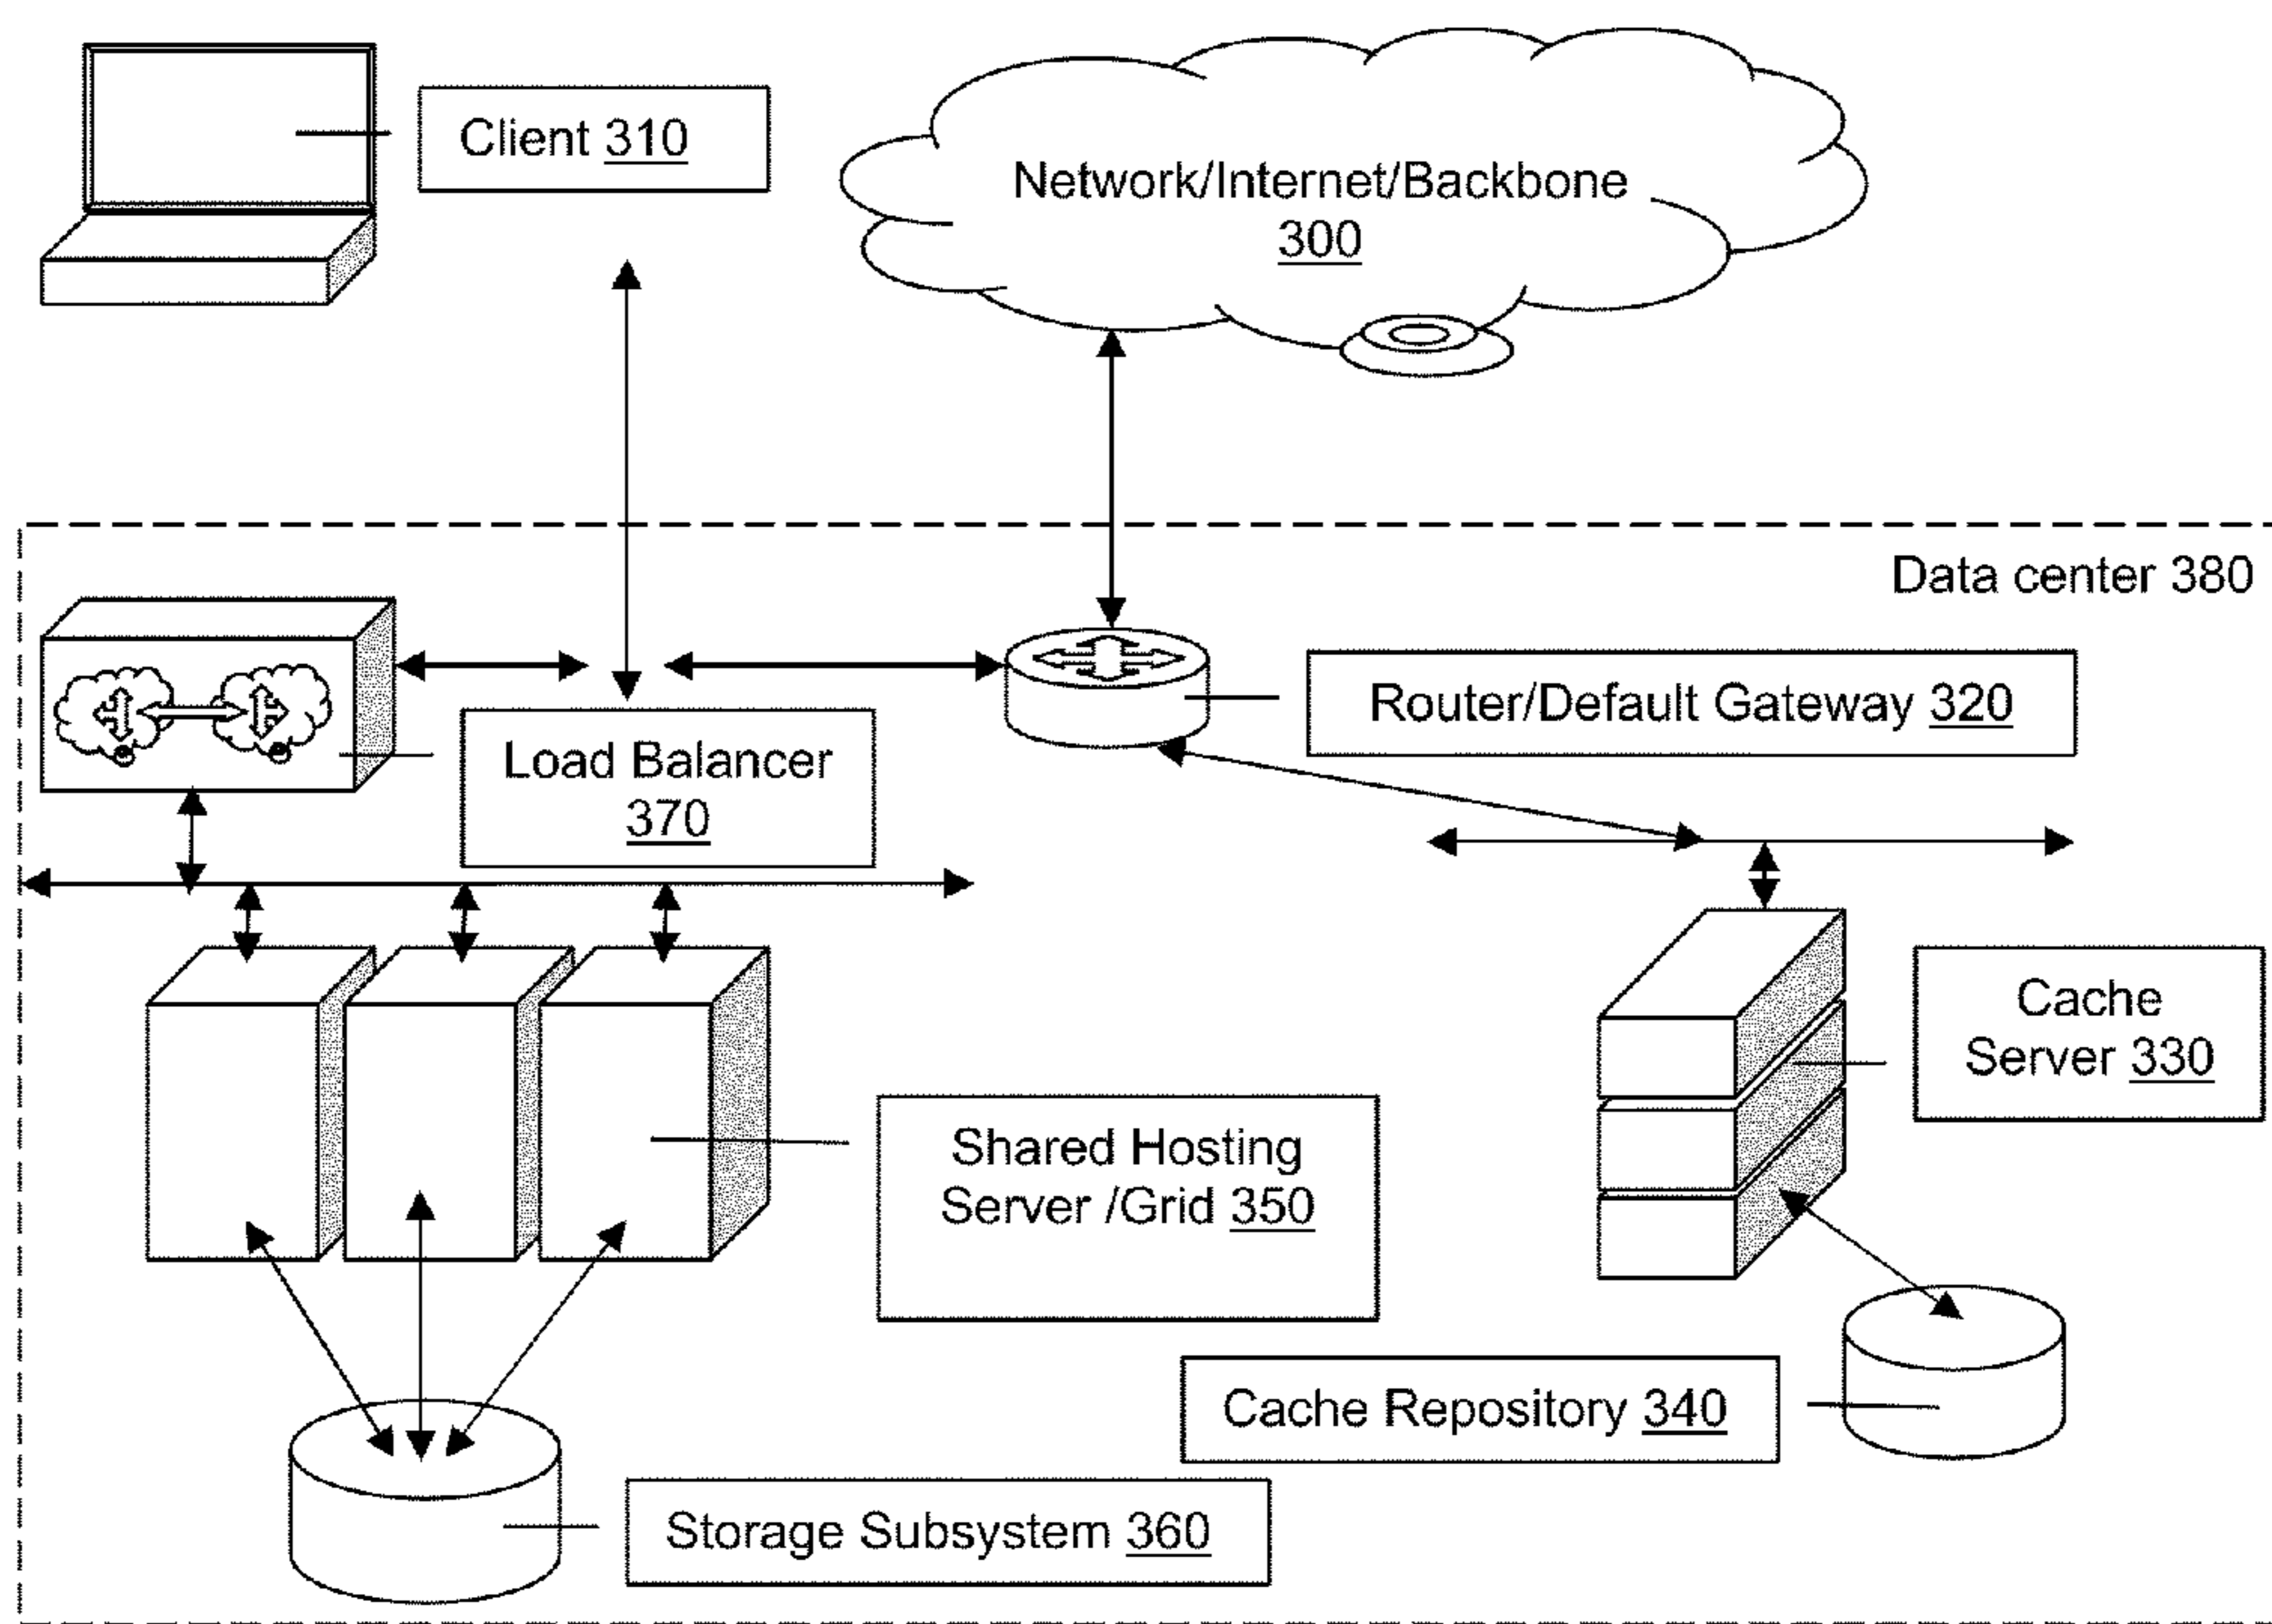 Client 310
Network/Internet/Backbone
300
Data center 380
Router/Default Gateway 320
Load Balancer
370
Cache
Server 330
Shared Hosting
Server /Grid 350
Cache Repository 340
Storage Subsystem 360